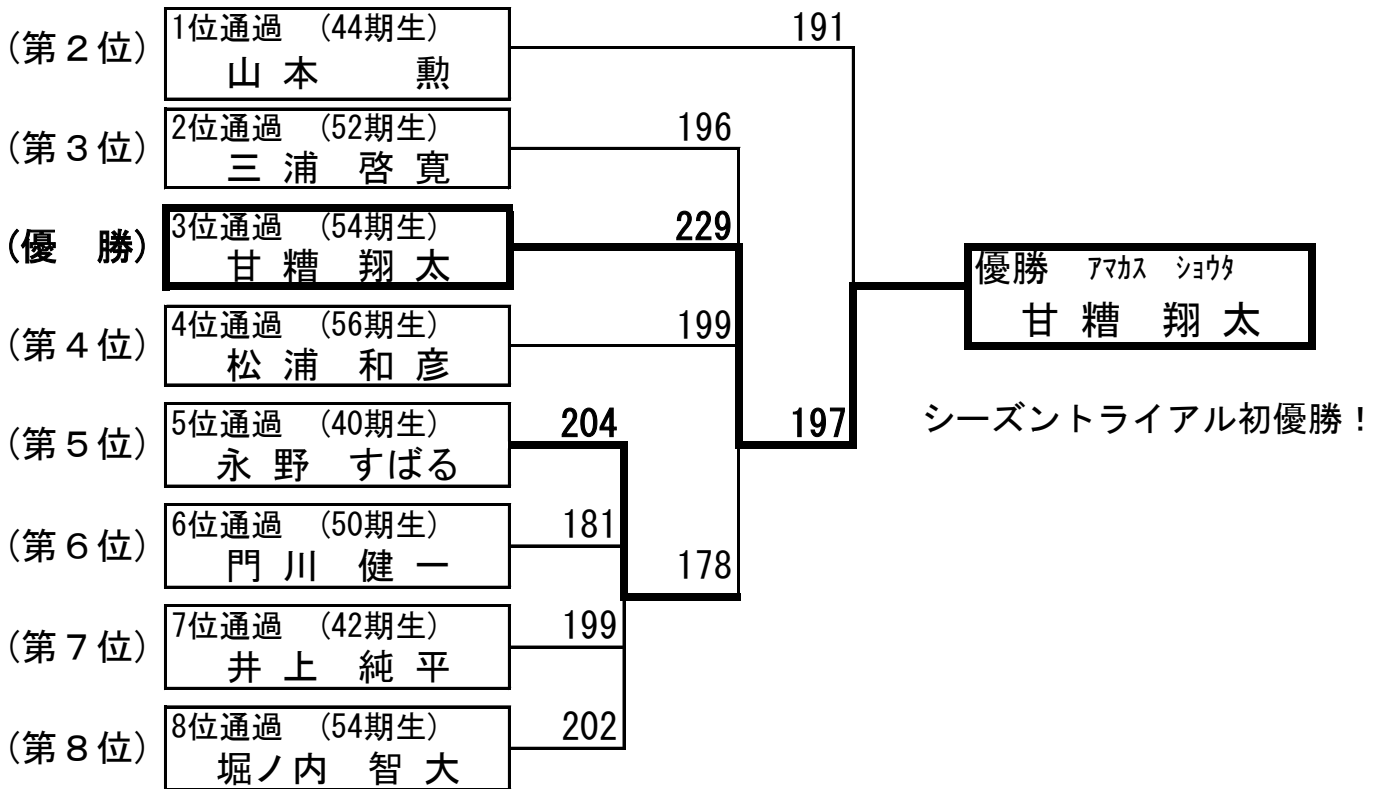 (第2位)
1位通過 (44期生)
山本 勲
191
(第3位)
2位通過 (52期生)
三浦 啓寛
196
(優 勝)
3位通過 (54期生)
甘糟 翔太
229
優勝 アマカス ショウタ
甘糟 翔太
(第4位)
4位通過 (56期生)
松浦 和彦
199
(第5位)
5位通過 (40期生)
永野 すばる
204
197
シーズントライアル初優勝!
(第6位)
6位通過 (50期生)
門川 健一
181
178
(第7位)
7位通過 (42期生)
井上 純平
199
(第8位)
8位通過 (54期生)
堀ノ内 智大
202